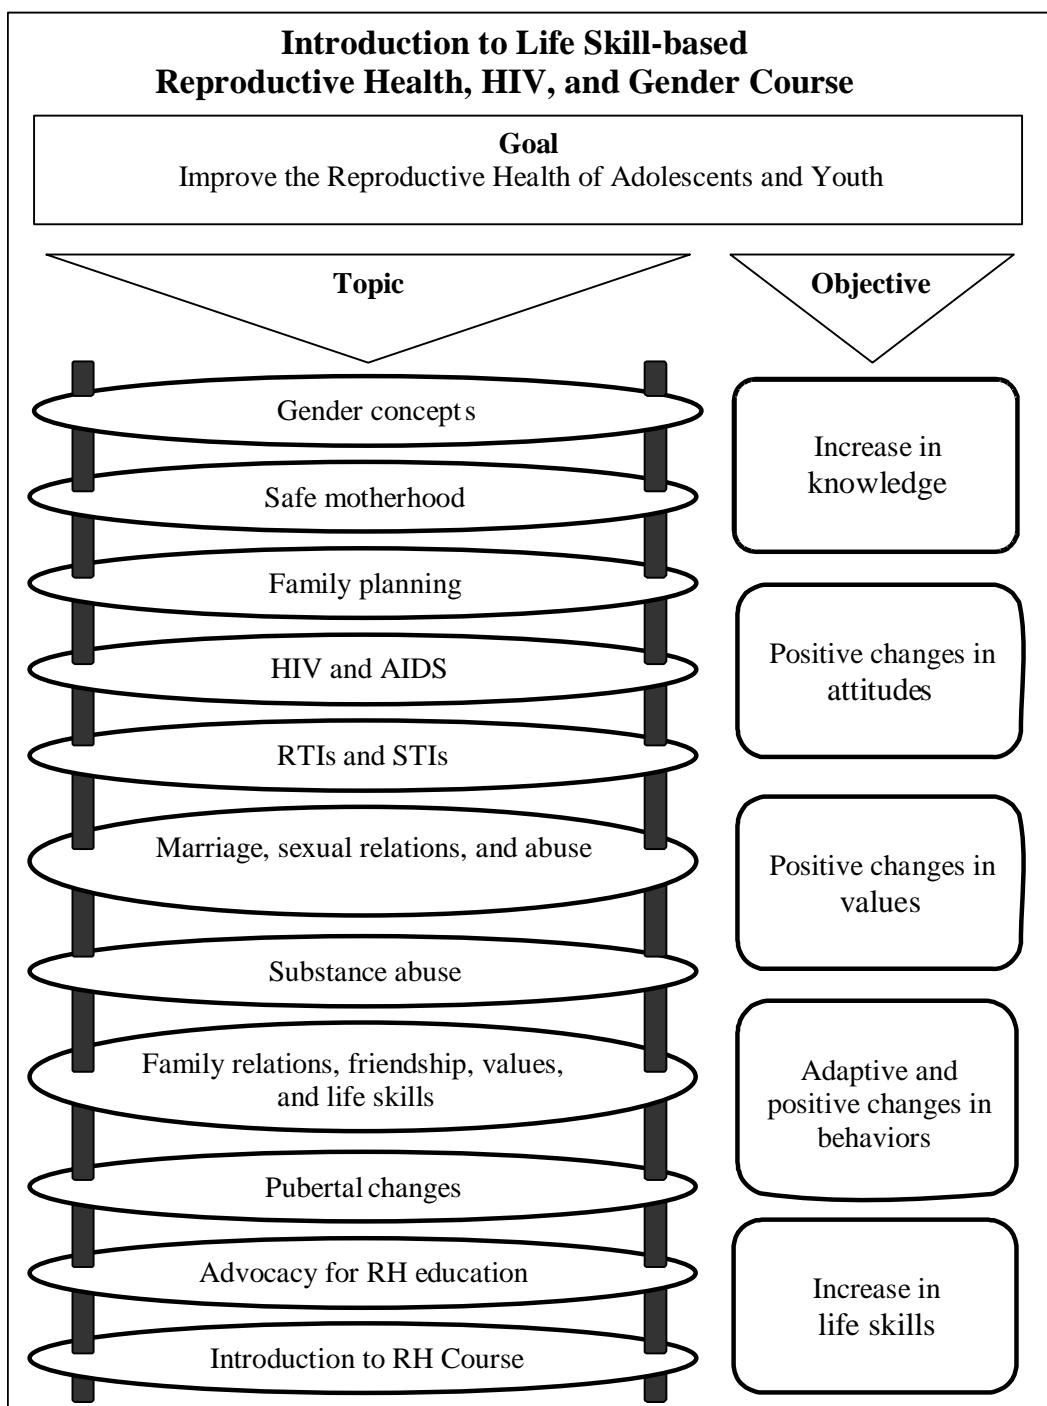 Introduction to Life Skill-based
Reproductive Health, HIV, and Gender Course
Goal
Improve the Reproductive Health of Adolescents and Youth
Topic
Objective
Gender concepts
Safe motherhood
Family planning
HIV and AIDS
RTIs and STIs
Marriage, sexual relations, and abuse
Substance abuse
Family relations, friendship, values,
and life skills
Pubertal changes
Advocacy for RH education
Introduction to RH Course
Increase in
knowledge
Positive changes in
attitudes
Positive changes in
values
Adaptive and
positive changes in
behaviors
Increase in
life skills